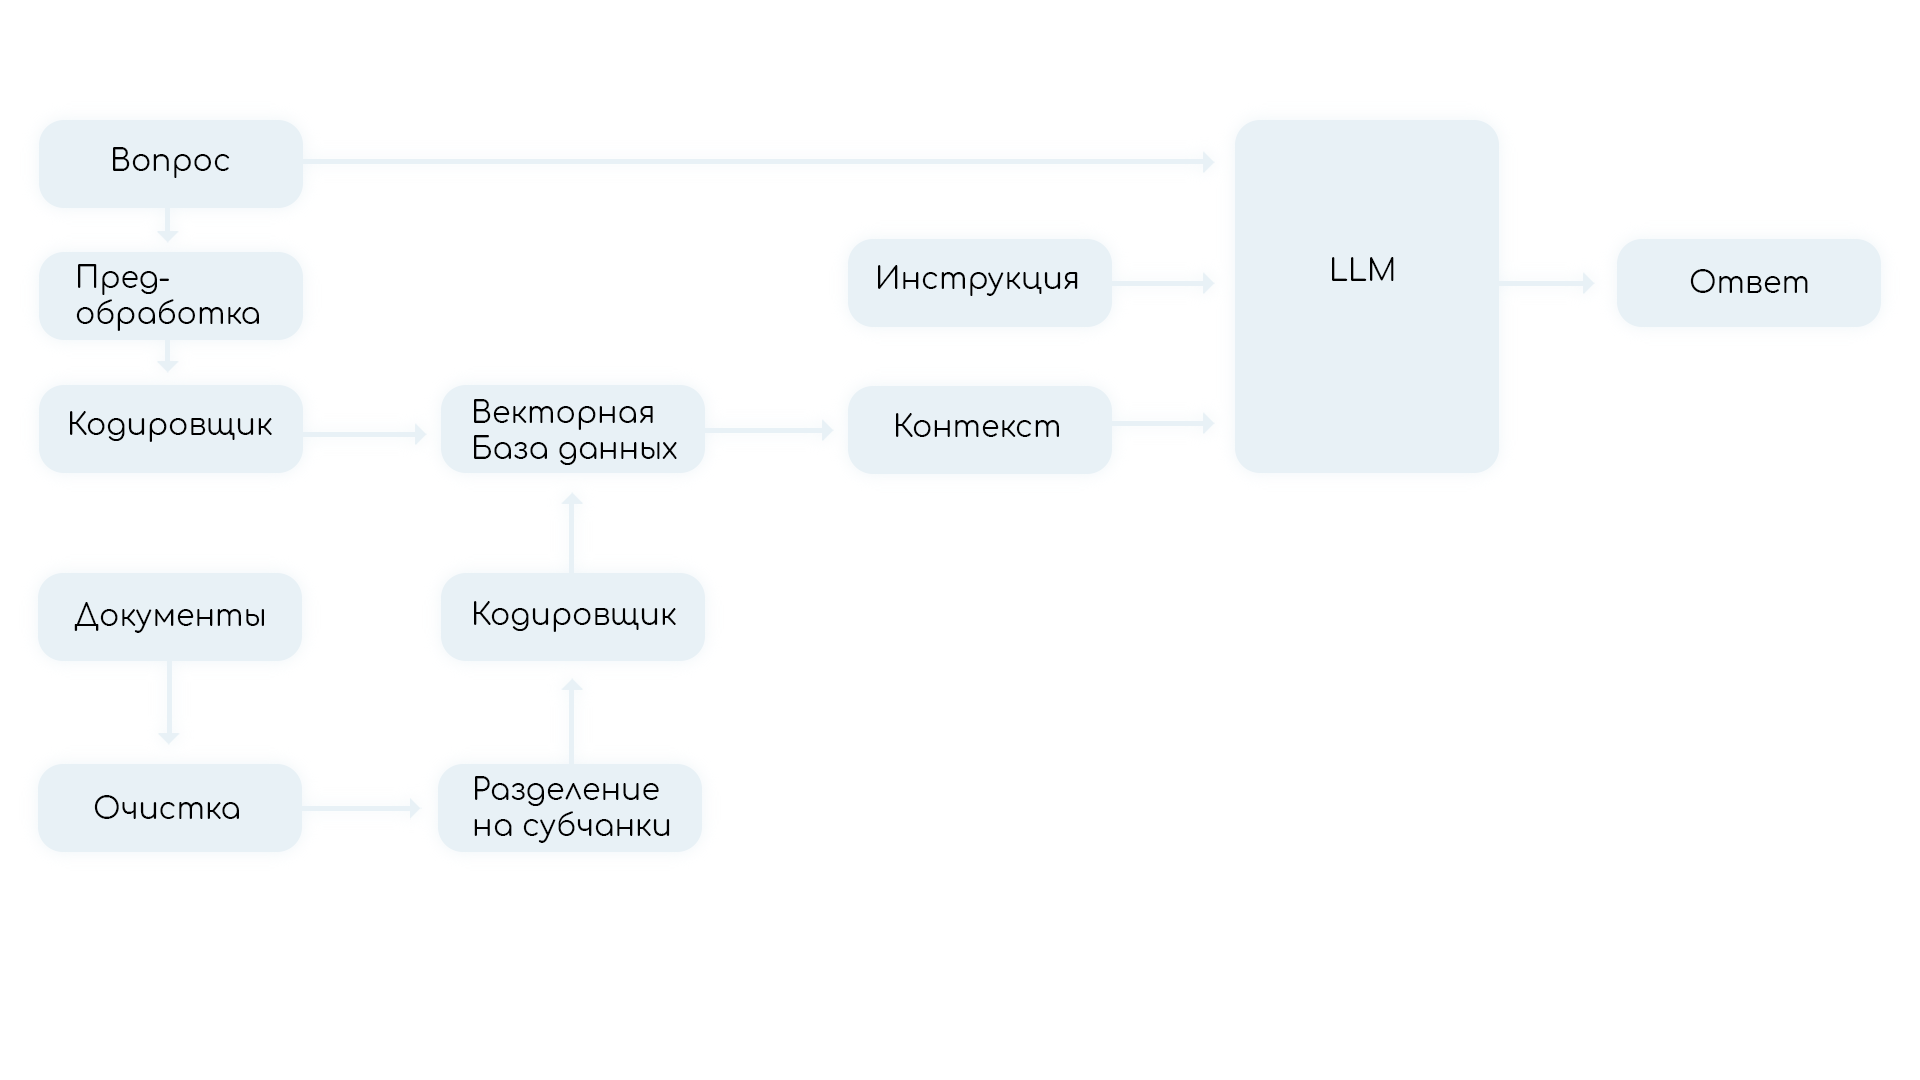 Вопрос
Пред-
обработка
Кодировщик
Векторная
База данных
Инструкция
Контекст
LLM
Ответ
Документы
Кодировщик
Очистка
Разделение
на субчанки